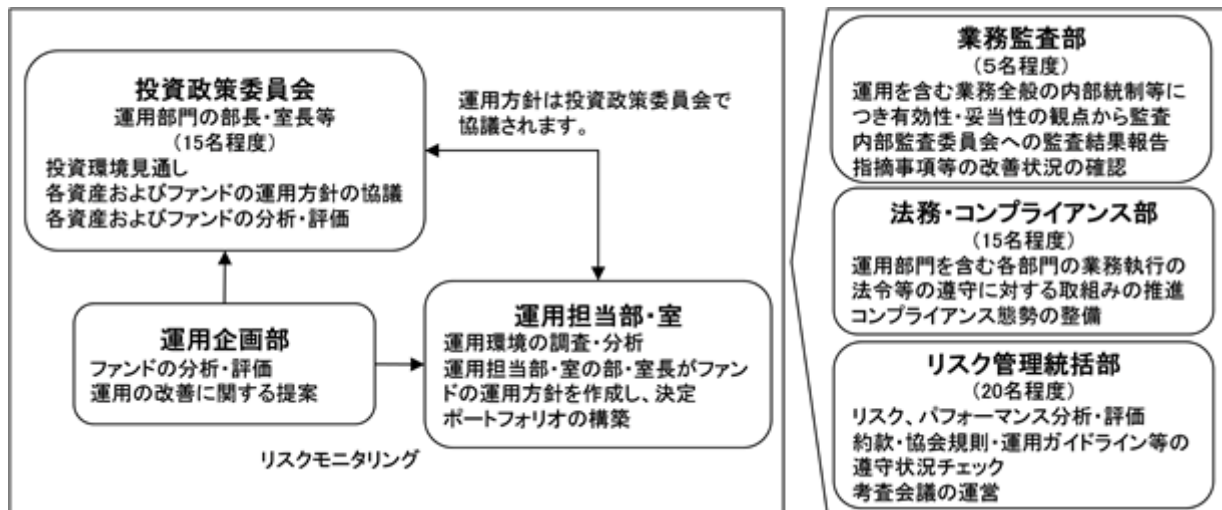 投資政策委員会
運用部門の部長・室長等
(15名程度)
投資環境見通し
各資産およびファンドの運用方針の協議
各資産およびファンドの分析・評価
運用方針は投資政策委員会で
協議されます。
運用企画部
ファンドの分析・評価
運用の改善に関する提案
運用担当部・室
運用環境の調査・分析
運用担当部・室の部・室長がファン
ドの運用方針を作成し、決定
ポートフォリオの構築
リスクモニタリング
業務監査部
(5名程度)
運用を含む業務全般の内部統制等に
つき有効性・妥当性の観点から監査
内部監査委員会への監査結果報告
指摘事項等の改善状況の確認
法務・コンプライアンス部
(15名程度)
運用部門を含む各部門の業務執行の
法令等の遵守に対する取組みの推進
コンプライアンス態勢の整備
リスク管理統括部
(20名程度)
リスク、パフォーマンス分析・評価
約款・協会規則・運用ガイドライン等の
遵守状況チェック
考査会議の運営